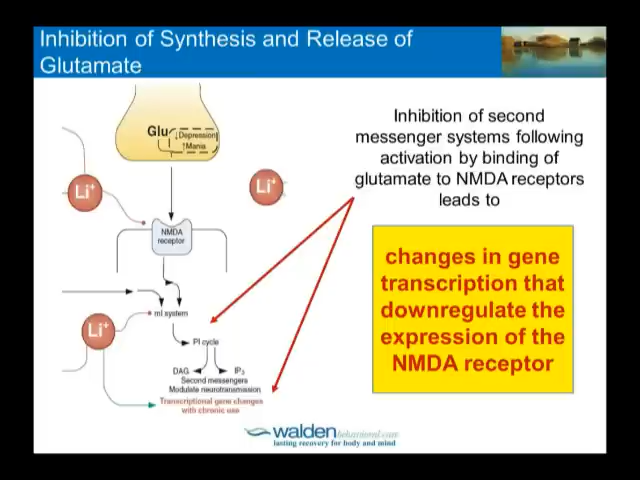 Inhibition of Synthesis and Release of
Glutamate
Glu
↓Depression
↑Mania
Li+
Li+
NMDA
receptor
mI system
Li+
PI cycle
DAG
IP3
Second messengers
Modulate neurotransmission
Transcriptional gene changes
with chronic use
Inhibition of second
messenger systems following
activation by binding of
glutamate to NMDA receptors
leads to
changes in gene
transcription that
downregulate the
expression of the
NMDA receptor
walden behavioral care
lasting recovery for body and mind